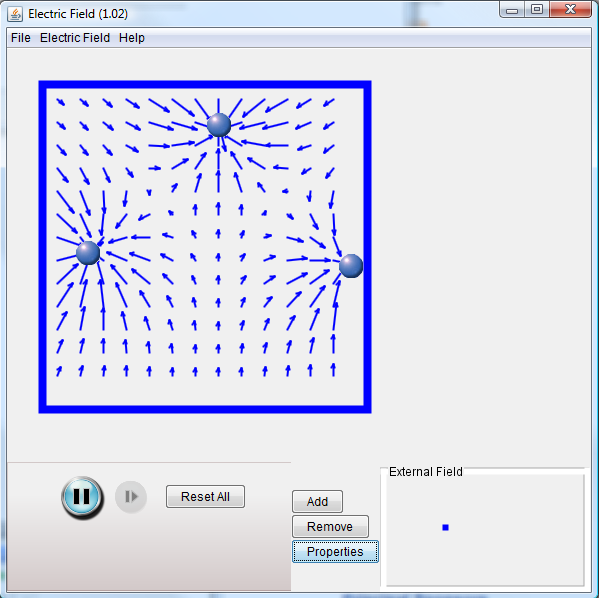 Electric Field (1.02)
File Electric Field Help
External Field
Reset All
Add
Remove
Properties